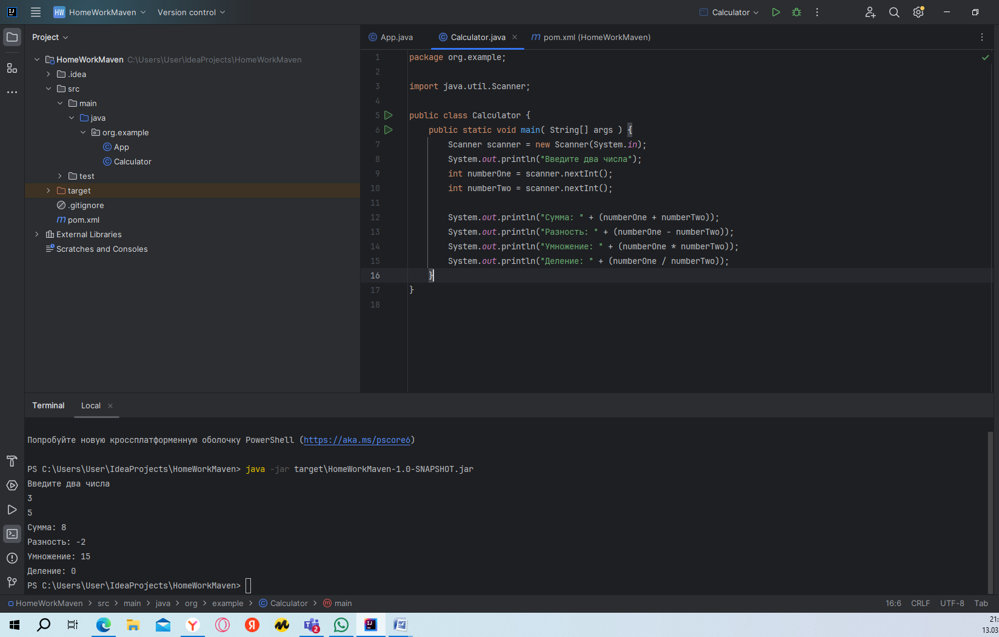 HW HomeWorkMaven Version control Calculator
Project
App.java Calculator.java pom.xml (HomeWorkMaven)
HomeWorkMaven C:\Users\User\IdeaProjects\HomeWorkMaven
.idea
src
main
java
org.example
App
Calculator
test
target
.gitignore
pom.xml
External Libraries
Scratches and Consoles
1 package org.example;
2
3 import java.util.Scanner;
4
5 public class Calculator {
6 public static void main( String[] args ) {
7 Scanner scanner = new Scanner(System.in);
8 System.out.println("Введите два числа");
9 int numberOne = scanner.nextInt();
10 int numberTwo = scanner.nextInt();
11
12 System.out.println("Сумма: " + (numberOne + numberTwo));
13 System.out.println("Разность: " + (numberOne - numberTwo));
14 System.out.println("Умножение: " + (numberOne * numberTwo));
15 System.out.println("Деление: " + (numberOne / numberTwo));
16 }
17 }
18
Terminal Local
Попробуйте новую кроссплатформенную оболочку PowerShell (https://aka.ms/pscore6)
PS C:\Users\User\IdeaProjects\HomeWorkMaven> java -jar target\HomeWorkMaven-1.0-SNAPSHOT.jar
Введите два числа
3
5
Сумма: 8
Разность: -2
Умножение: 15
Деление: 0
PS C:\Users\User\IdeaProjects\HomeWorkMaven>
HomeWorkMaven > src > main > java > org > example > Calculator > main 16:6 CRLF UTF-8 Tab
21:
13.03